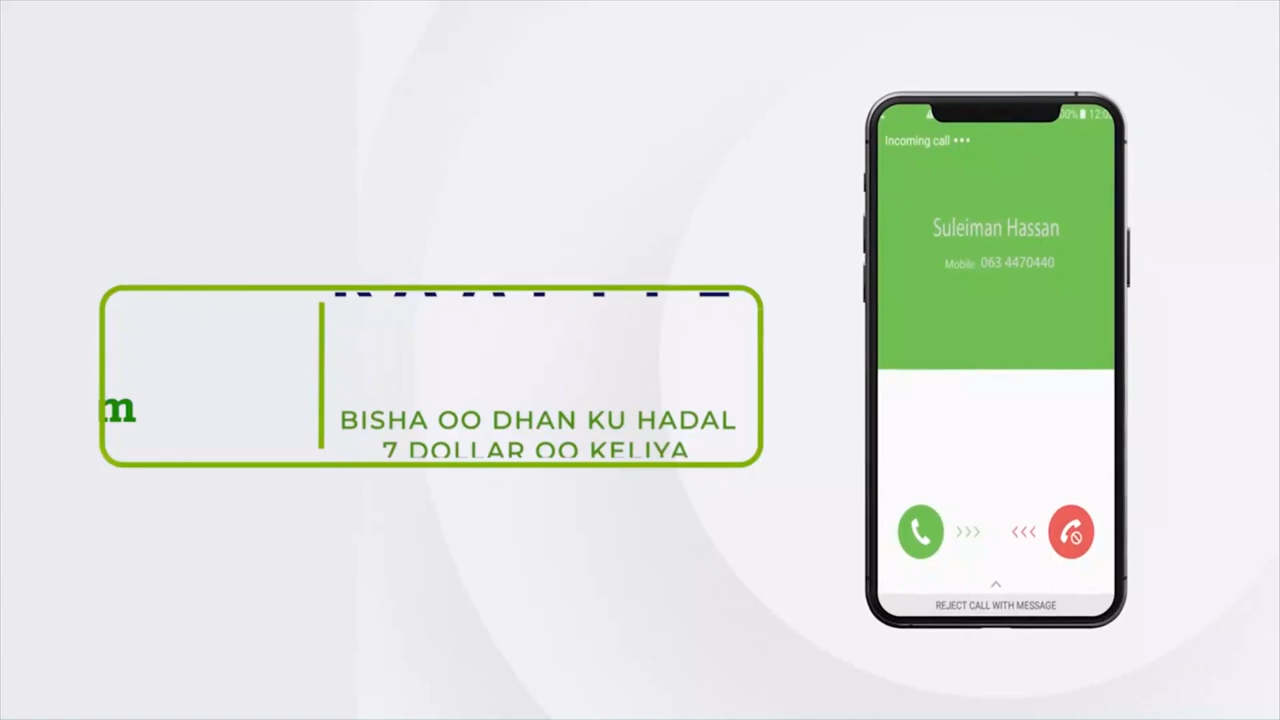 m
BISHA OO DHAN KU HADAL
7 DOLLAR OO KELIYA
Incoming call •••
Suleiman Hassan
Mobile 063 4470440
REJECT CALL WITH MESSAGE